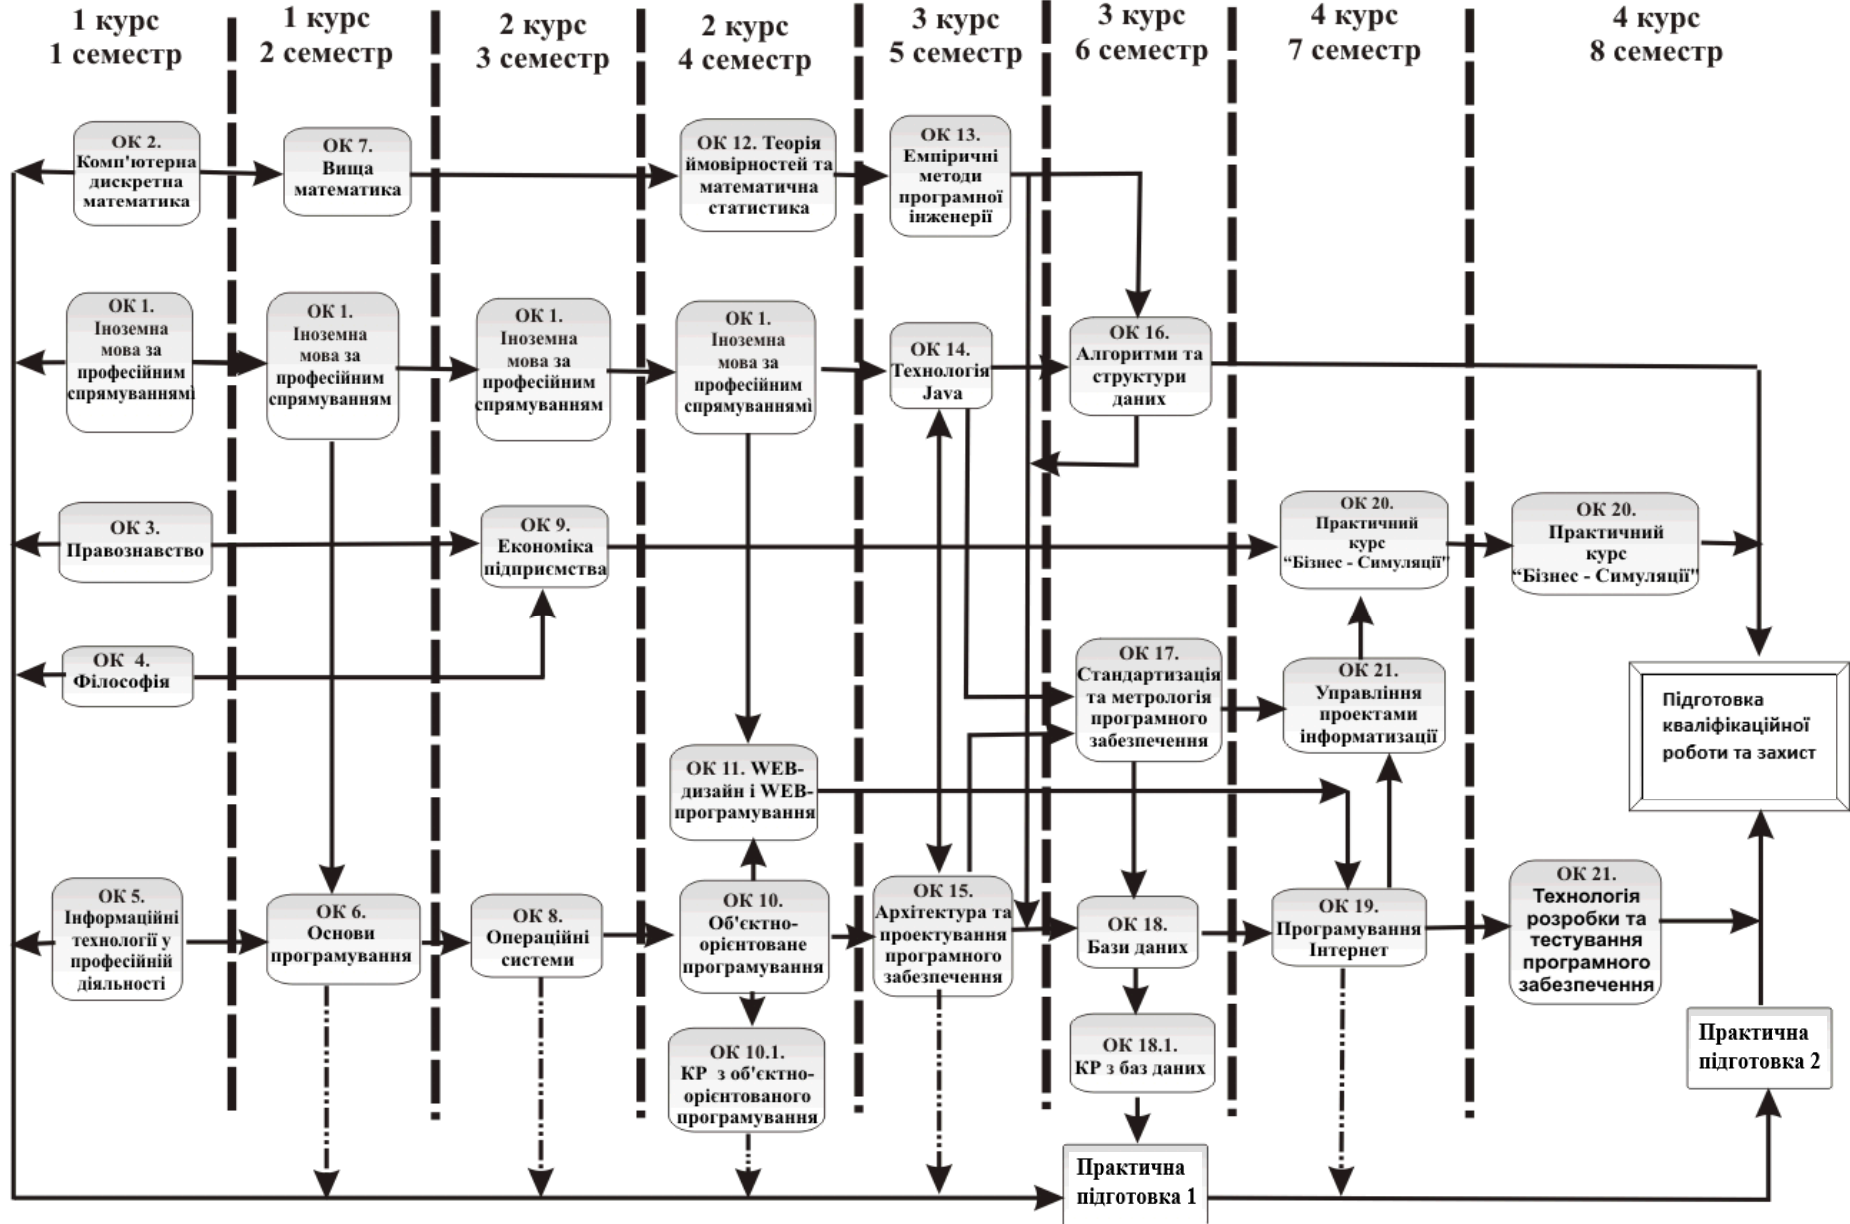 1 курс
1 семестр
1 курс
2 семестр
2 курс
3 семестр
2 курс
4 семестр
3 курс
5 семестр
3 курс
6 семестр
4 курс
7 семестр
4 курс
8 семестр
ОК 2.
Комп'ютерна
дискретна
математика
ОК 7.
Вища
математика
ОК 12. Теорія
ймовірностей та
математична
статистика
ОК 13.
Емпіричні
методи
програмної
інженерії
ОК 1.
Іноземна
мова за
професійним
спрямуваннямі
ОК 1.
Іноземна
мова за
професійним
спрямуванням
ОК 1.
Іноземна
мова за
професійним
спрямуванням
ОК 1.
Іноземна
мова за
професійним
спрямуваннямі
ОК 14.
Технологія
Java
ОК 16.
Алгоритми та
структури
даних
ОК 3.
Правознавство
ОК 9.
Економіка
підприємства
ОК 20.
Практичний
курс
“Бізнес - Симуляції"
ОК 20.
Практичний
курс
“Бізнес - Симуляції"
ОК 4.
Філософія
ОК 17.
Стандартизація
та метрологія
програмного
забезпечення
ОК 21.
Управління
проектами
інформатизації
Підготовка
кваліфікаційної
роботи та захист
ОК 11. WEB-
дизайн і WEB-
програмування
ОК 5.
Інформаційні
технології у
професійній
діяльності
ОК 6.
Основи
програмування
ОК 8.
Операційні
системи
ОК 10.
Об'єктно-
орієнтоване
програмування
ОК 15.
Архітектура та
проектування
програмного
забезпечення
ОК 18.
Бази даних
ОК 19.
Програмування
Інтернет
ОК 21.
Технологія
розробки та
тестування
програмного
забезпечення
ОК 10.1.
КР з об'єктно-
орієнтованого
програмування
ОК 18.1.
КР з баз даних
Практична
підготовка 2
Практична
підготовка 1